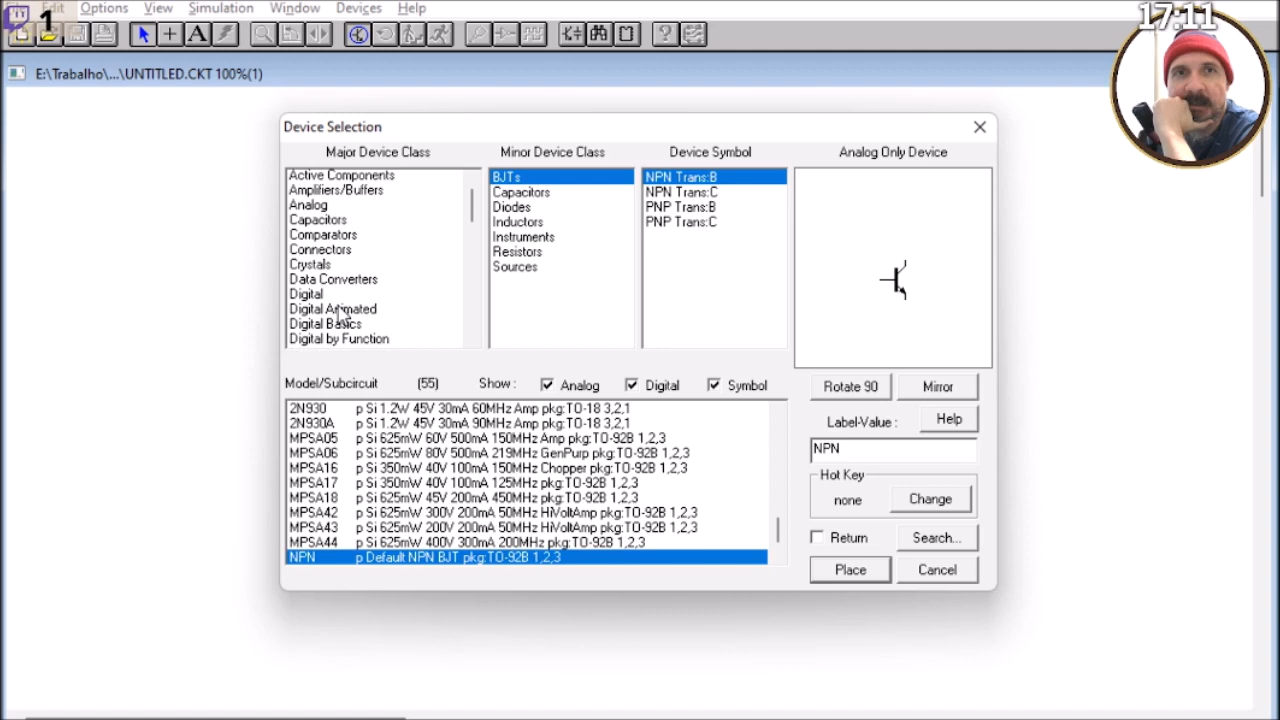 1
Edit Options View Simulation Window Devices Help
17:11
E:\Trabalho\...\UNTITLED.CKT 100%(1)
Device Selection
Major Device Class
Minor Device Class
Device Symbol
Analog Only Device
Active Components
Amplifiers/Buffers
Analog
Capacitors
Comparators
Connectors
Crystals
Data Converters
Digital
Digital Animated
Digital Basics
Digital by Function
BJTs
Capacitors
Diodes
Inductors
Instruments
Resistors
Sources
NPN Trans:B
NPN Trans:C
PNP Trans:B
PNP Trans:C
Model/Subcircuit (55) Show : Analog Digital Symbol
2N930 p Si 1.2W 45V 30mA 60MHz Amp pkg:TO-18 3,2,1
2N930A p Si 1.2W 45V 30mA 90MHz Amp pkg:TO-18 3,2,1
MPSA05 p Si 625mW 60V 500mA 150MHz Amp pkg:TO-92B 1,2,3
MPSA06 p Si 625mW 80V 500mA 219MHz GenPurp pkg:TO-92B 1,2,3
MPSA16 p Si 350mW 40V 100mA 150MHz Chopper pkg:TO-92B 1,2,3
MPSA17 p Si 350mW 40V 100mA 125MHz pkg:TO-92B 1,2,3
MPSA18 p Si 625mW 45V 200mA 450MHz pkg:TO-92B 1,2,3
MPSA42 p Si 625mW 300V 200mA 50MHz HiVoltAmp pkg:TO-92B 1,2,3
MPSA43 p Si 625mW 200V 200mA 50MHz HiVoltAmp pkg:TO-92B 1,2,3
MPSA44 p Si 625mW 400V 300mA 200MHz pkg:TO-92B 1,2,3
NPN p Default NPN BJT pkg:TO-92B 1,2,3
Rotate 90 Mirror
Label-Value : Help
NPN
Hot Key
none Change
Return Search...
Place Cancel